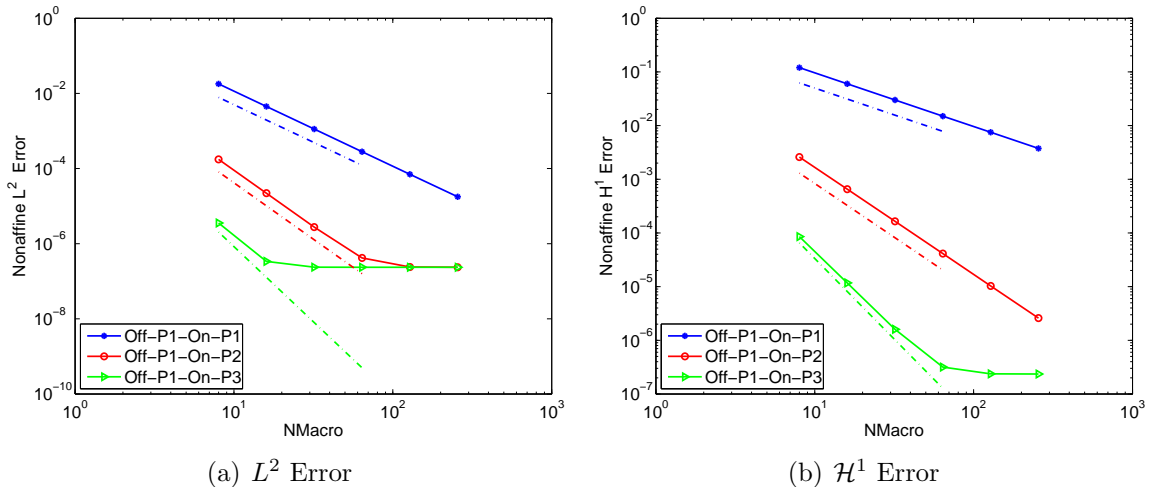 10^0
10^-2
10^-4
10^-6
10^-8
10^-10
Nonaffine L^2 Error
Off-P1-On-P1
Off-P1-On-P2
Off-P1-On-P3
10^0 10^1 10^2 10^3
NMacro
(a) L^2 Error
10^0
10^-1
10^-2
10^-3
10^-4
10^-5
10^-6
10^-7
Nonaffine H^1 Error
Off-P1-On-P1
Off-P1-On-P2
Off-P1-On-P3
10^0 10^1 10^2 10^3
NMacro
(b) ℋ^1 Error